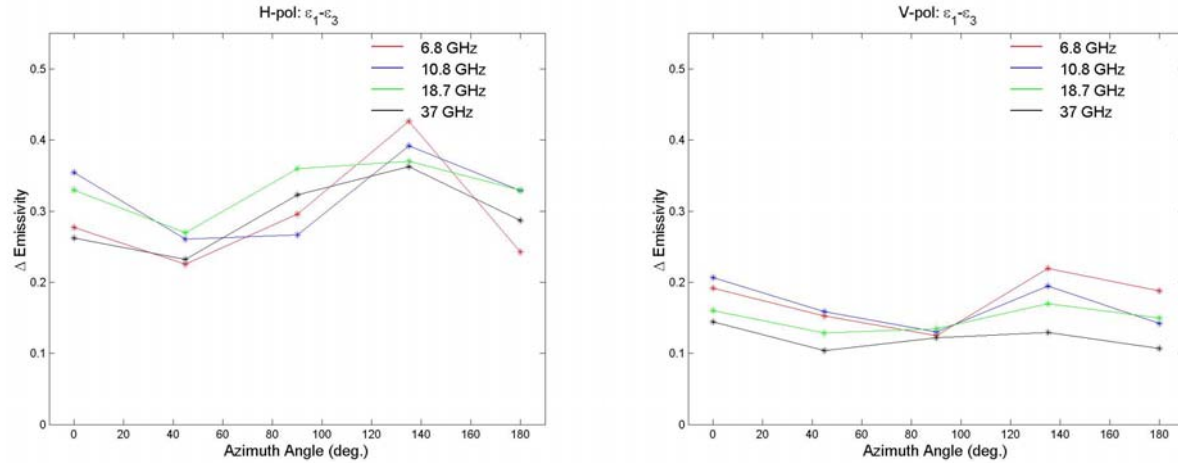 H-pol: ε1-ε3
6.8 GHz
10.8 GHz
18.7 GHz
37 GHz
Δ Emissivity
0.5
0.4
0.3
0.2
0.1
0
0 20 40 60 80 100 120 140 160 180
Azimuth Angle (deg.)
V-pol: ε1-ε3
6.8 GHz
10.8 GHz
18.7 GHz
37 GHz
Δ Emissivity
0.5
0.4
0.3
0.2
0.1
0
0 20 40 60 80 100 120 140 160 180
Azimuth Angle (deg.)